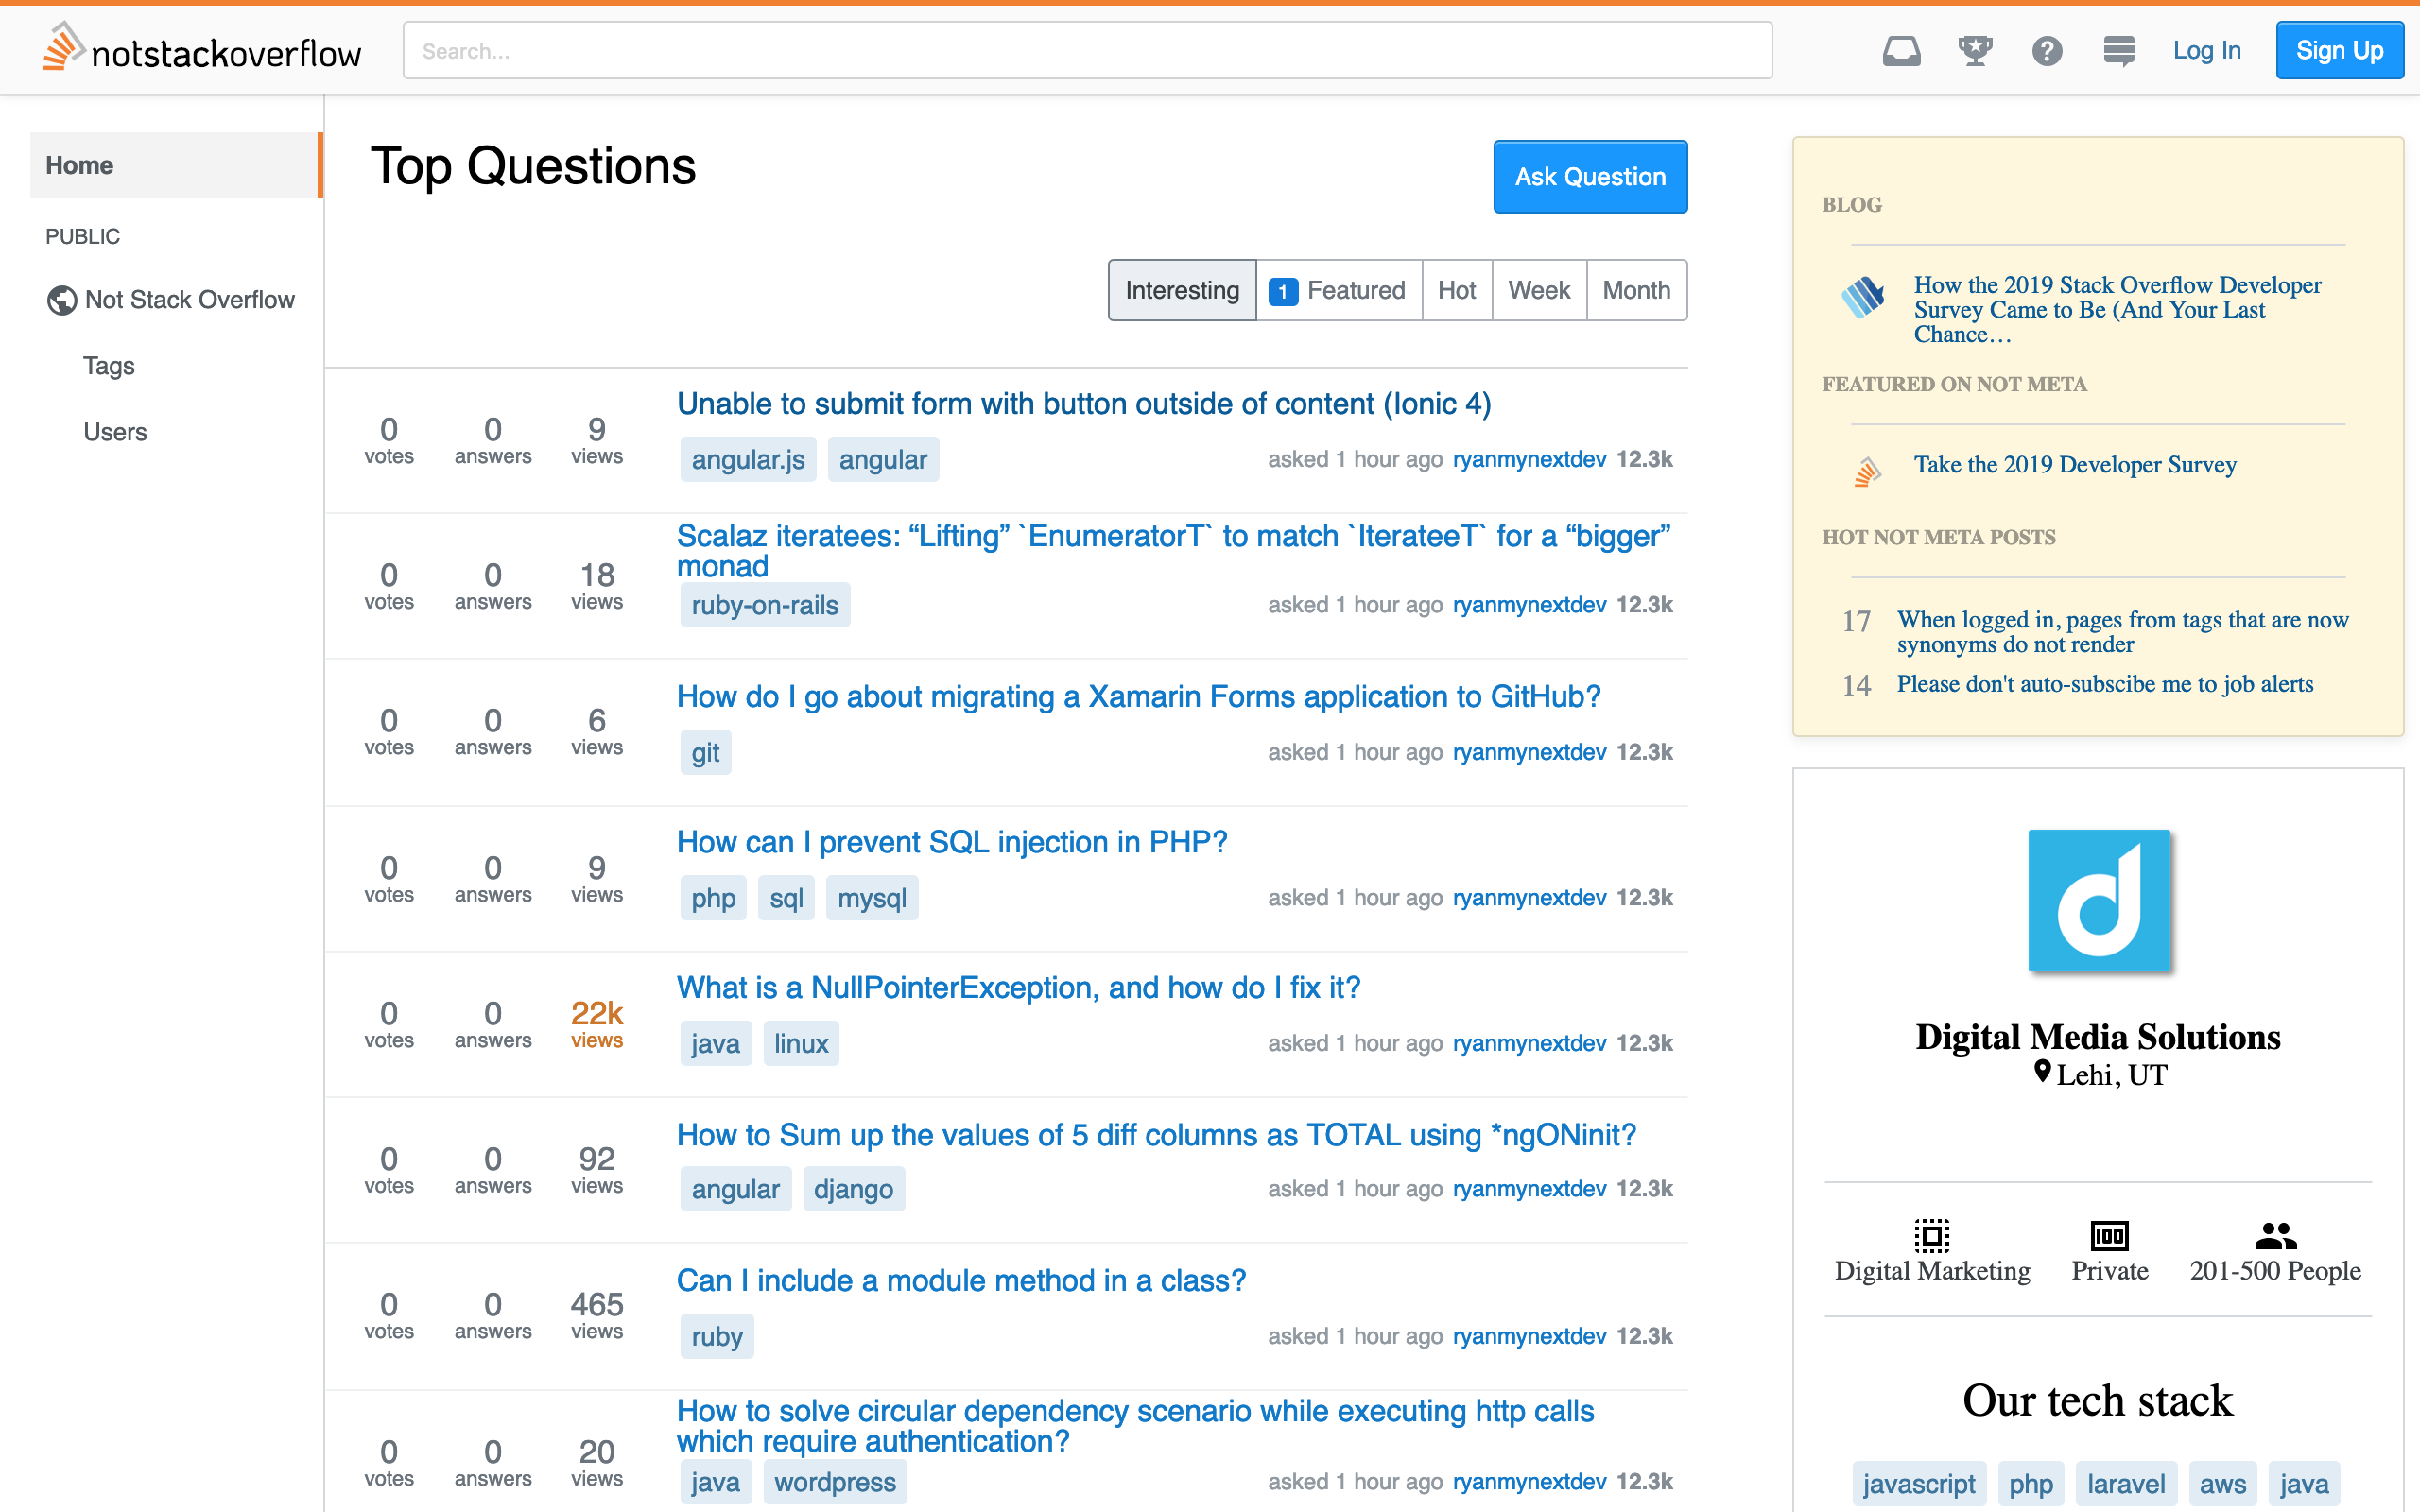 notstackoverflow
Search...
Log In
Sign Up
Home
PUBLIC
Not Stack Overflow
Tags
Users
Top Questions
Ask Question
Interesting
1 Featured
Hot
Week
Month
0 votes
0 answers
9 views
Unable to submit form with button outside of content (Ionic 4)
angular.js angular
asked 1 hour ago ryanmynextdev 12.3k
0 votes
0 answers
18 views
Scalaz iteratees: “Lifting” `EnumeratorT` to match `IterateeT` for a “bigger”
monad
ruby-on-rails
asked 1 hour ago ryanmynextdev 12.3k
0 votes
0 answers
6 views
How do I go about migrating a Xamarin Forms application to GitHub?
git
asked 1 hour ago ryanmynextdev 12.3k
0 votes
0 answers
9 views
How can I prevent SQL injection in PHP?
php sql mysql
asked 1 hour ago ryanmynextdev 12.3k
0 votes
0 answers
22k views
What is a NullPointerException, and how do I fix it?
java linux
asked 1 hour ago ryanmynextdev 12.3k
0 votes
0 answers
92 views
How to Sum up the values of 5 diff columns as TOTAL using *ngONinit?
angular django
asked 1 hour ago ryanmynextdev 12.3k
0 votes
0 answers
465 views
Can I include a module method in a class?
ruby
asked 1 hour ago ryanmynextdev 12.3k
0 votes
0 answers
20 views
How to solve circular dependency scenario while executing http calls
which require authentication?
java wordpress
asked 1 hour ago ryanmynextdev 12.3k
BLOG
How the 2019 Stack Overflow Developer
Survey Came to Be (And Your Last
Chance…
FEATURED ON NOT META
Take the 2019 Developer Survey
HOT NOT META POSTS
17 When logged in, pages from tags that are now
synonyms do not render
14 Please don't auto-subscibe me to job alerts
d
Digital Media Solutions
Lehi, UT
100
Digital Marketing
Private
201-500 People
Our tech stack
javascript php laravel aws java